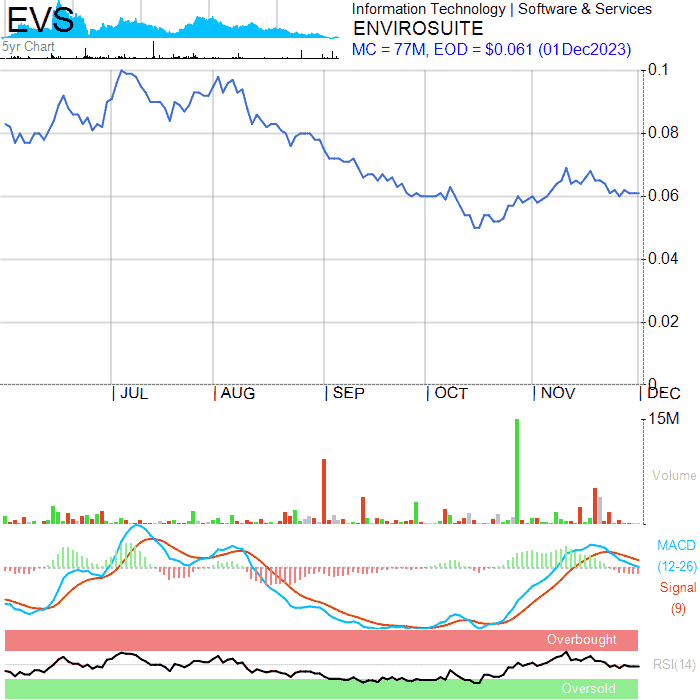 EVS
5yr Chart
Information Technology | Software & Services
ENVIROSUITE
MC = 77M, EOD = $0.061 (01Dec2023)
0.1
0.08
0.06
0.04
0.02
0
JUL AUG SEP OCT NOV DEC
15M
Volume
MACD
(12-26)
Signal
(9)
Overbought
RSI(14)
Oversold